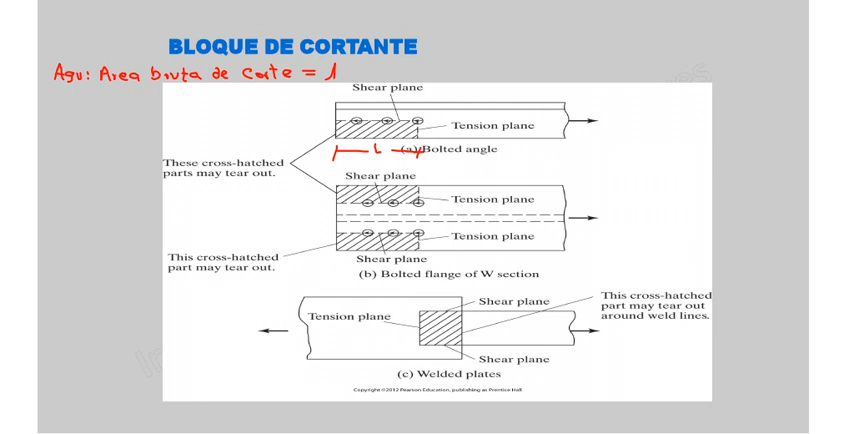 BLOQUE DE CORTANTE
Agu: Area bruta de Corte = 1
Shear plane
Tension plane
L
(a) Bolted angle
These cross-hatched
parts may tear out.
Shear plane
Tension plane
Tension plane
This cross-hatched
part may tear out.
Shear plane
(b) Bolted flange of W section
Shear plane
This cross-hatched
part may tear out
around weld lines.
Tension plane
Shear plane
(c) Welded plates
Copyright ©2012 Pearson Education, publishing as Prentice Hall